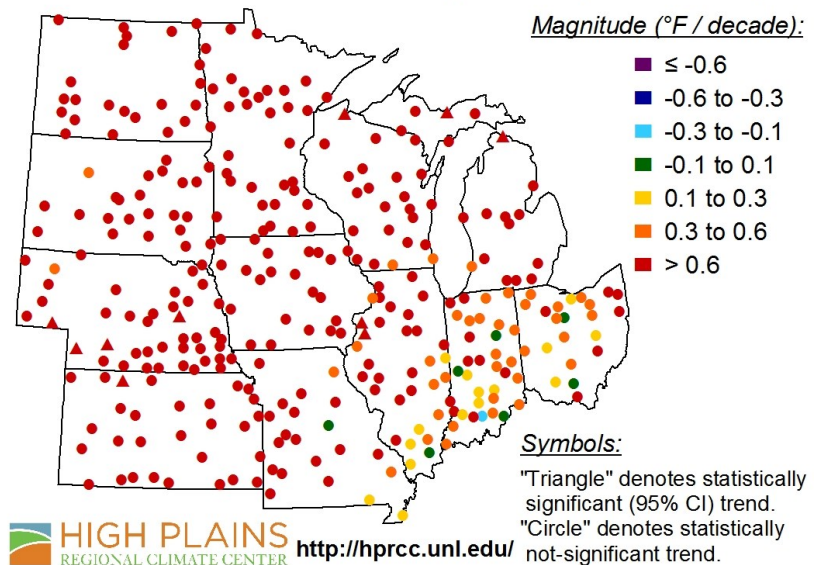 Magnitude (°F / decade):
≤ -0.6
-0.6 to -0.3
-0.3 to -0.1
-0.1 to 0.1
0.1 to 0.3
0.3 to 0.6
> 0.6
Symbols:
"Triangle" denotes statistically
significant (95% CI) trend.
"Circle" denotes statistically
not-significant trend.
HIGH PLAINS
REGIONAL CLIMATE CENTER
http://hprcc.unl.edu/